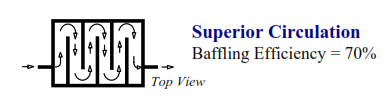 Superior Circulation
Baffling Efficiency = 70%
Top View